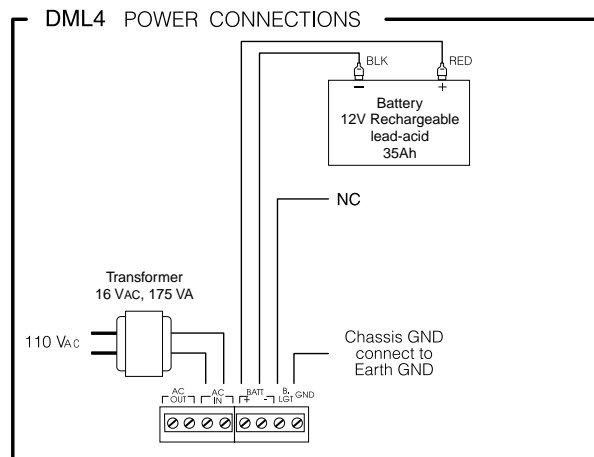 DML4 POWER CONNECTIONS
BLK
RED
− +
Battery
12V Rechargeable
lead-acid
35Ah
NC
Transformer
16 VAC, 175 VA
110 VAC
Chassis GND
connect to
Earth GND
AC
OUT
AC
IN
BATT
+ -
B.
LGT
GND